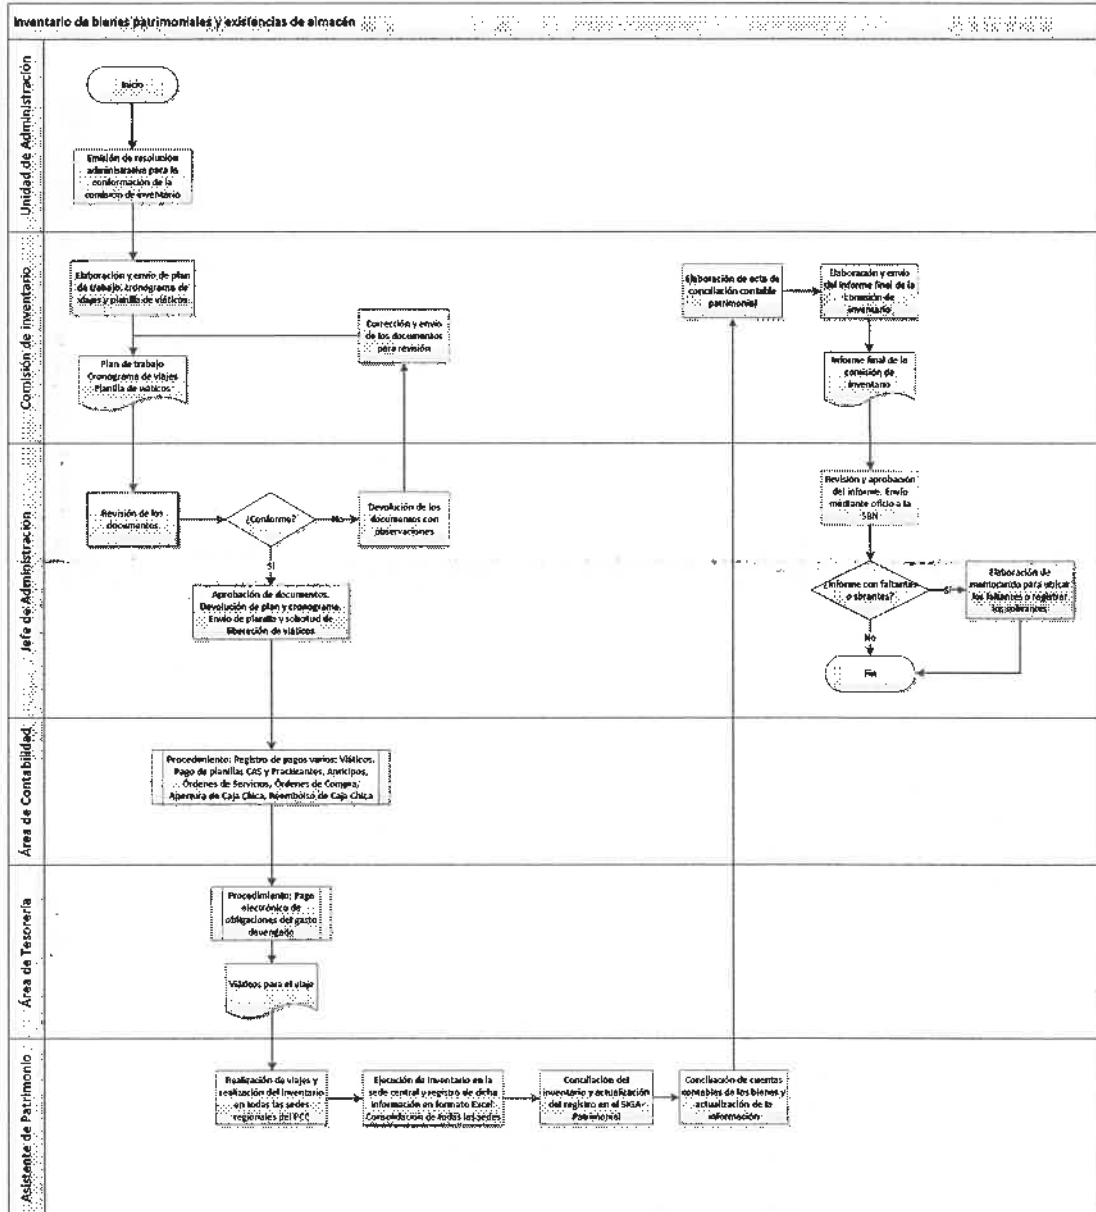 Inventario de bienes patrimoniales y existencias de almacén
Unidad de Administración
Inicio
Emisión de resolución
administrativa para la
conformación de la
comisión de inventario
Comisión de inventario
Elaboración y envío de plan
de trabajo, cronograma de
viajes y planilla de viáticos
Corrección y envío
de los documentos
para revisión
Plan de trabajo
Cronograma de viajes
Planilla de viáticos
Elaboración de acta de
conciliación contable
patrimonial
Elaboración y envío
del informe final de la
comisión de
inventario
Informe final de la
comisión de
inventario
Jefe de Administración
Revisión de los
documentos
¿Conforme?
No
Devolución de los
documentos con
observaciones
Sí
Aprobación de documentos.
Devolución de plan y cronograma.
Envío de planilla y solicitud de
liberación de viáticos
Revisión y aprobación
del informe. Envío
mediante oficio a la
SBN
¿Informe con faltantes
o sobrantes?
Sí
Elaboración de
memorando para ubicar
los faltantes o registrar
los sobrantes
No
Fin
Área de Contabilidad
Procedimiento: Registro de pagos varios: Viáticos,
Pago de planillas CAS y Practicantes, Anticipos,
Órdenes de Servicios, Órdenes de Compra,
Apertura de Caja Chica, Reembolso de Caja Chica
Área de Tesorería
Procedimiento: Pago
electrónico de
obligaciones del gasto
devengado
Viáticos para el viaje
Asistente de Patrimonio
Realización de viajes y
realización del inventario
en todas las sedes
regionales del PCC
Ejecución de inventario en la
sede central y registro de dicha
información en formato Excel.
Consolidación de todas las sedes
Conciliación del
inventario y actualización
del registro en el SIGA-
Patrimonial
Conciliación de cuentas
contables de los bienes y
actualización de la
información